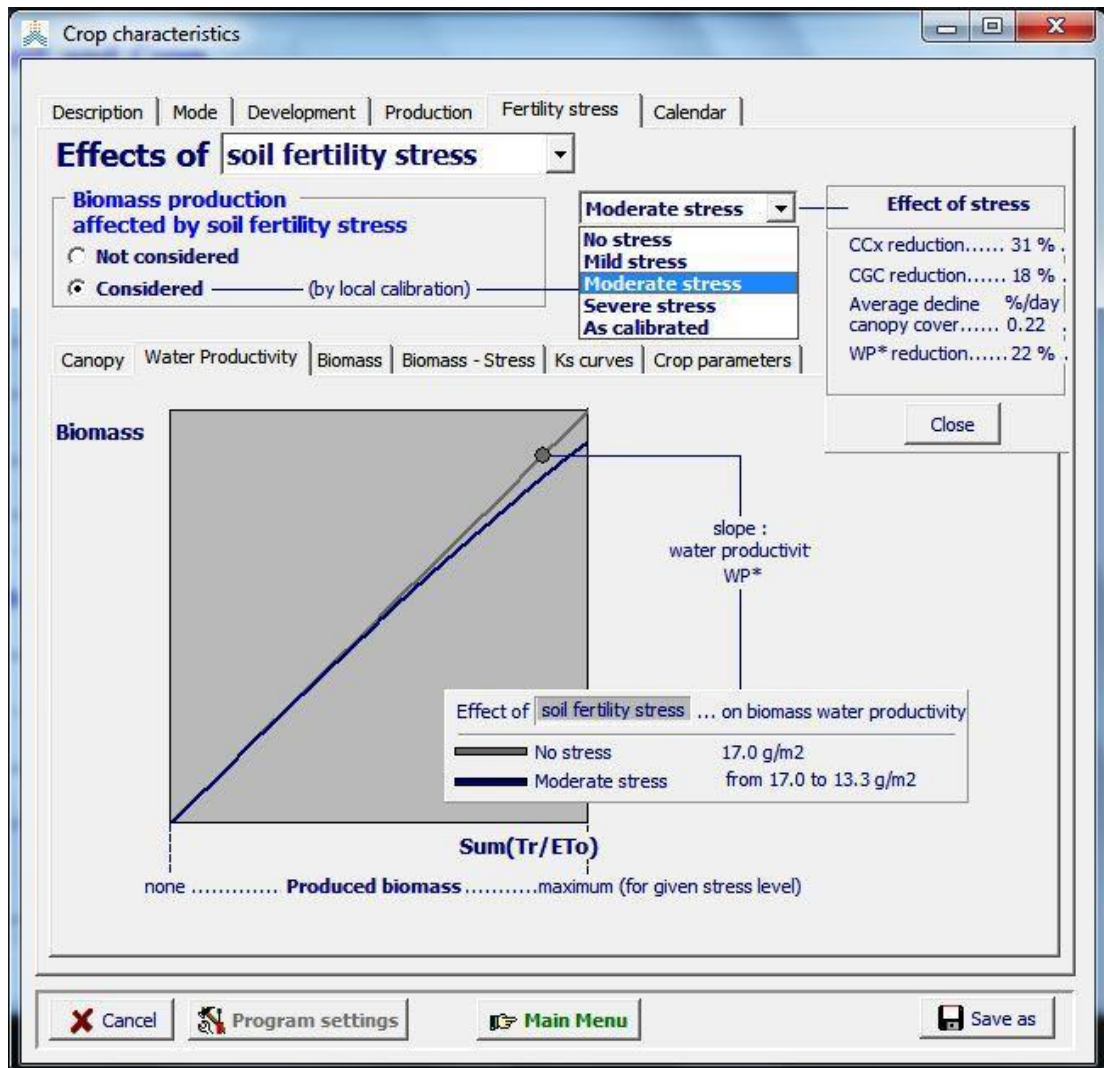 Crop characteristics
Description Mode Development Production Fertility stress Calendar
Effects of soil fertility stress
Biomass production
affected by soil fertility stress
Not considered
Considered (by local calibration)
Moderate stress
No stress
Mild stress
Moderate stress
Severe stress
As calibrated
Effect of stress
CCx reduction...... 31 %.
CGC reduction...... 18 %.
Average decline %/day
canopy cover...... 0.22 .
WP* reduction...... 22 %.
Close
Canopy Water Productivity Biomass Biomass - Stress Ks curves Crop parameters
Biomass
slope :
water productivit
WP*
Effect of soil fertility stress ... on biomass water productivity
No stress 17.0 g/m2
Moderate stress from 17.0 to 13.3 g/m2
Sum(Tr/ETo)
none ............. Produced biomass ...........maximum (for given stress level)
Cancel Program settings Main Menu Save as